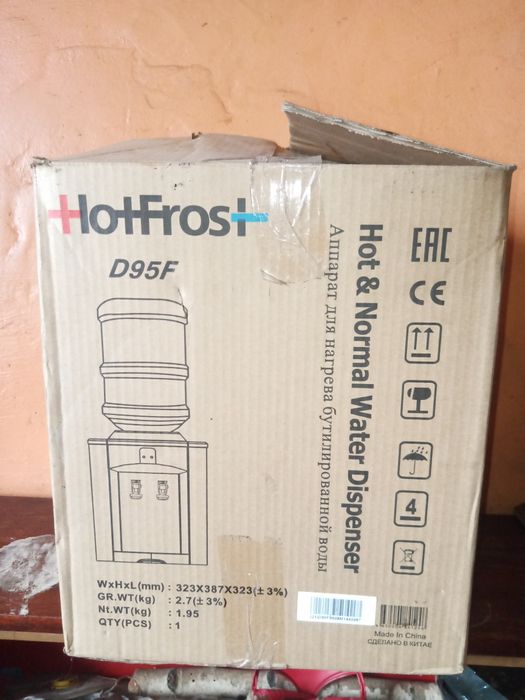 HotFrost
D95F
Hot & Normal Water Dispenser
Аппарат для нагрева бутилированной воды
EAC
CE
4
WxHxL(mm) : 323X387X323(±3%)
GR.WT(kg) : 2.7(±3%)
Nt.WT(kg) : 1.95
QTY(PCS) : 1
Made In China
СДЕЛАНО В КИТАЕ